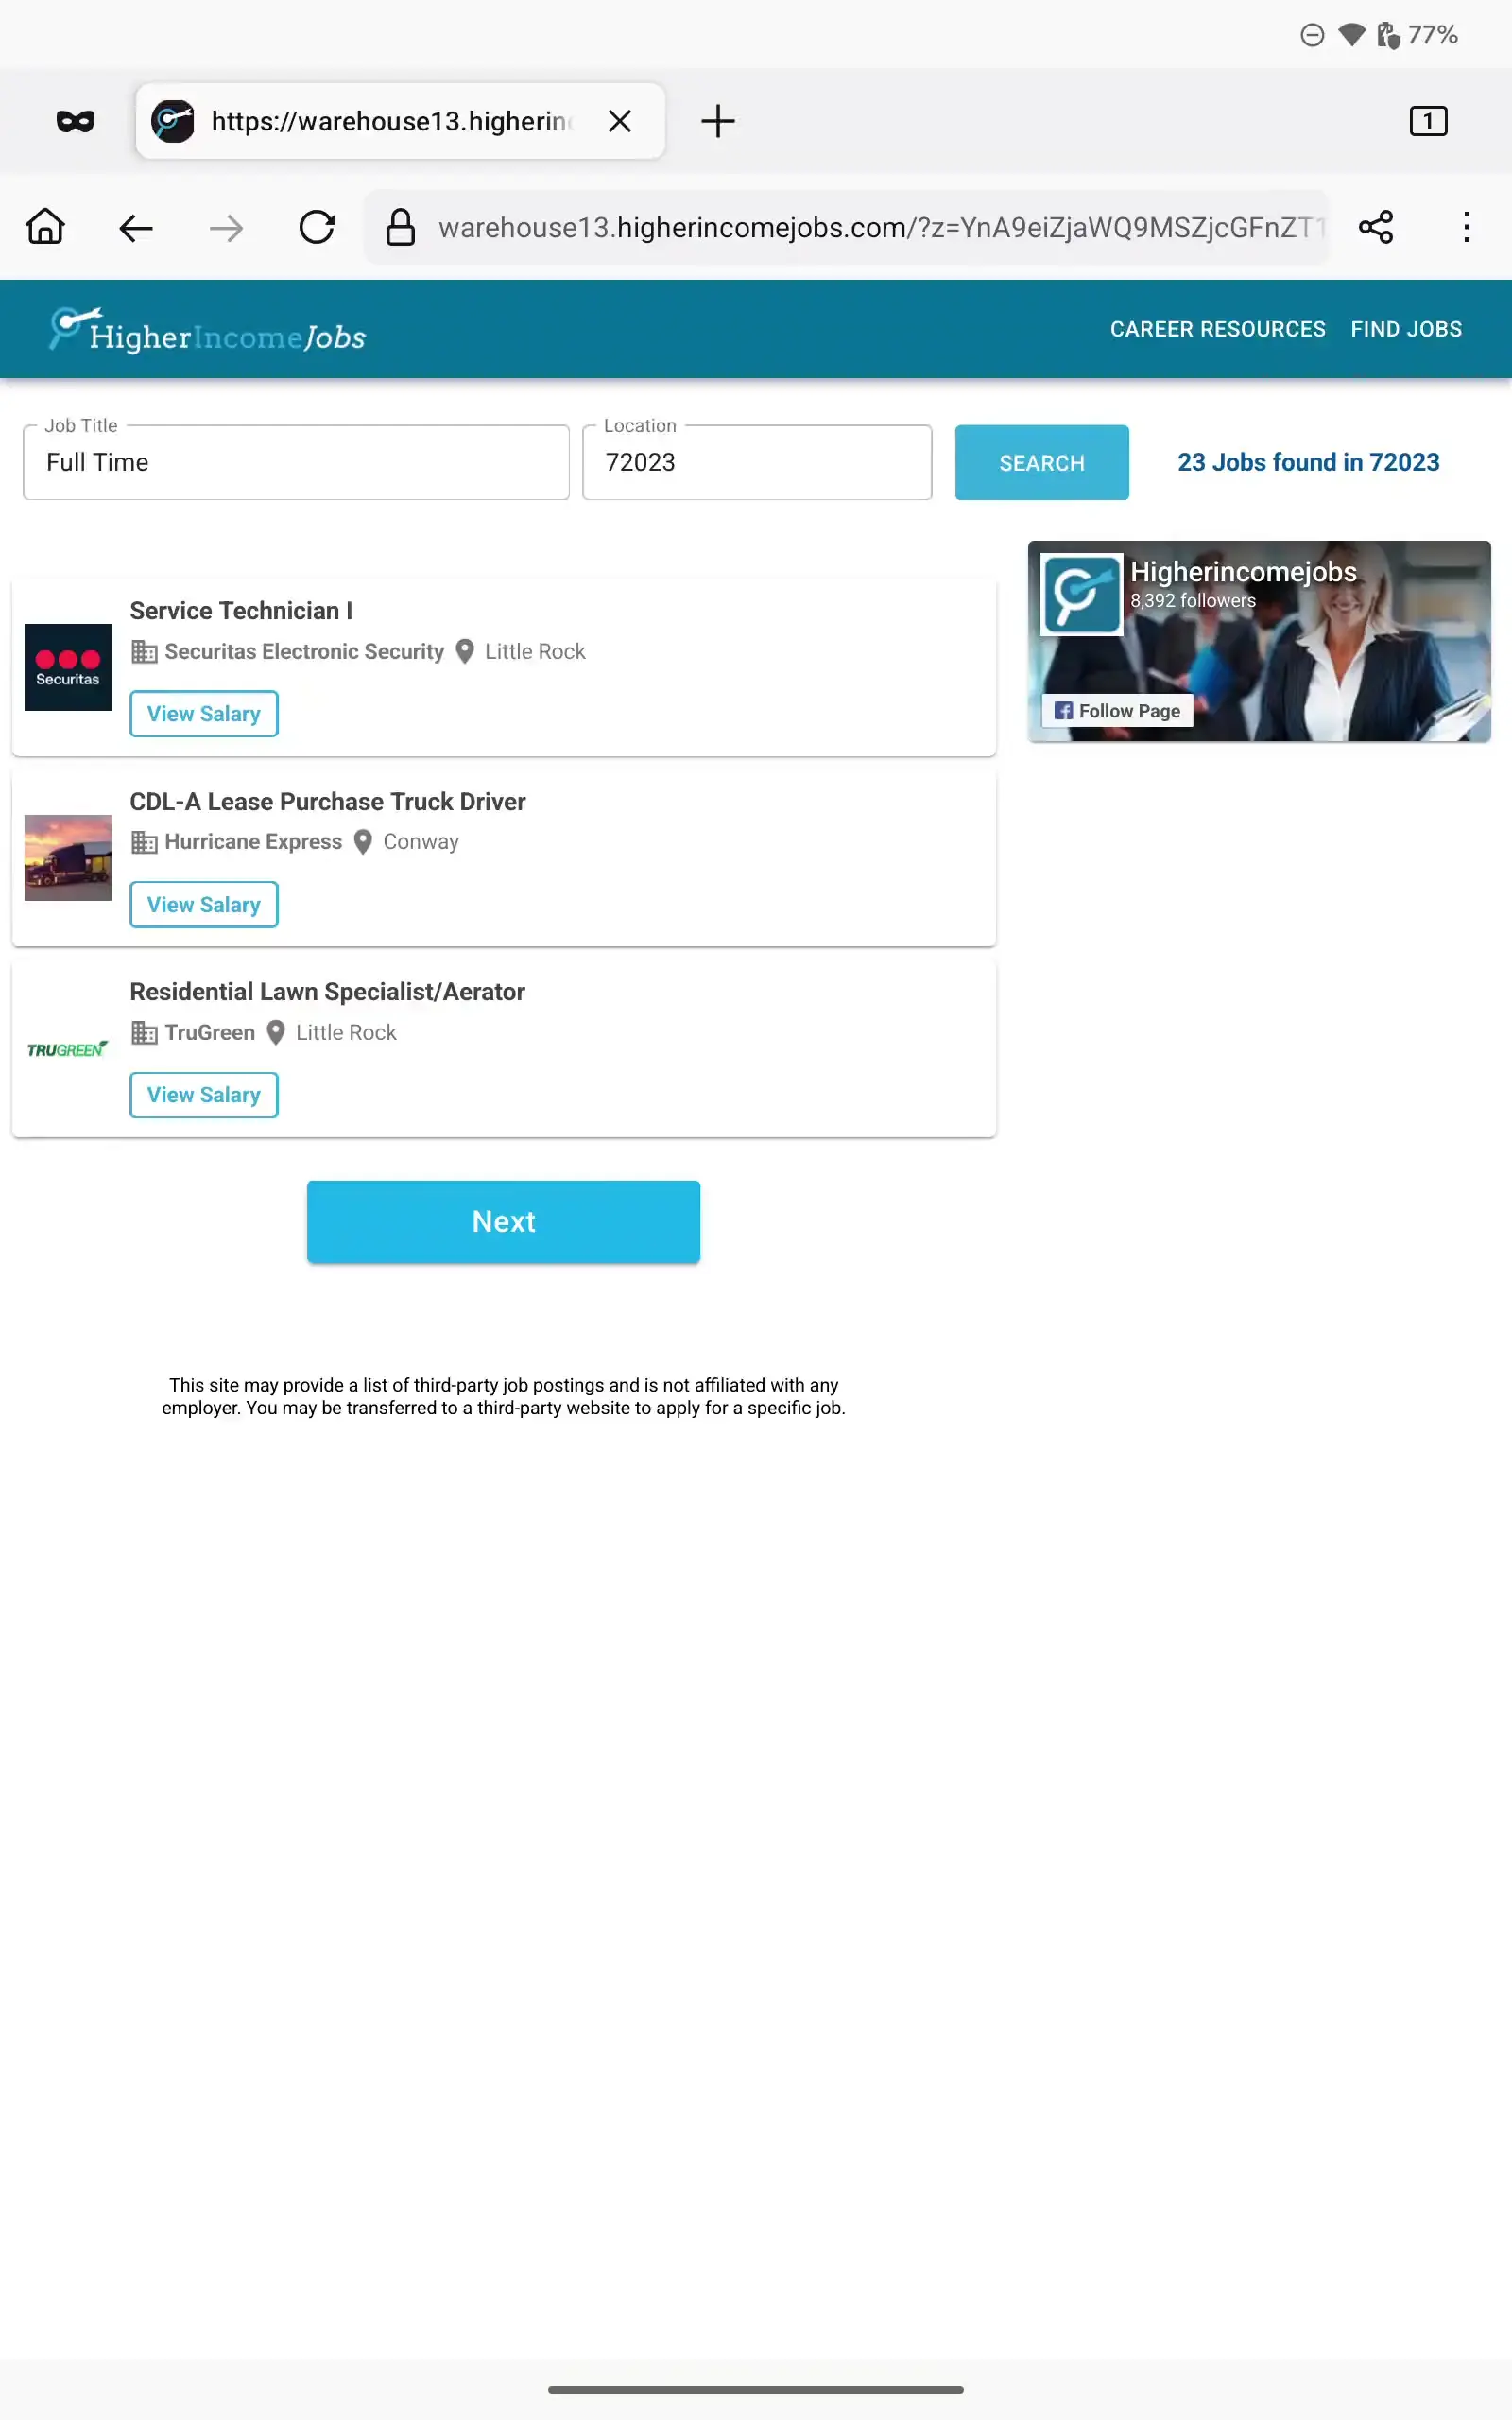 77%
https://warehouse13.higherin
1
warehouse13.higherincomejobs.com/?z=YnA9eiZjaWQ9MSZjcGFnZT1
HigherIncomeJobs
CAREER RESOURCES FIND JOBS
Job Title
Full Time
Location
72023
SEARCH
23 Jobs found in 72023
Higherincomejobs
8,392 followers
Follow Page
Securitas
Service Technician I
Securitas Electronic Security Little Rock
View Salary
CDL-A Lease Purchase Truck Driver
Hurricane Express Conway
View Salary
TRUGREEN
Residential Lawn Specialist/Aerator
TruGreen Little Rock
View Salary
Next
This site may provide a list of third-party job postings and is not affiliated with any
employer. You may be transferred to a third-party website to apply for a specific job.